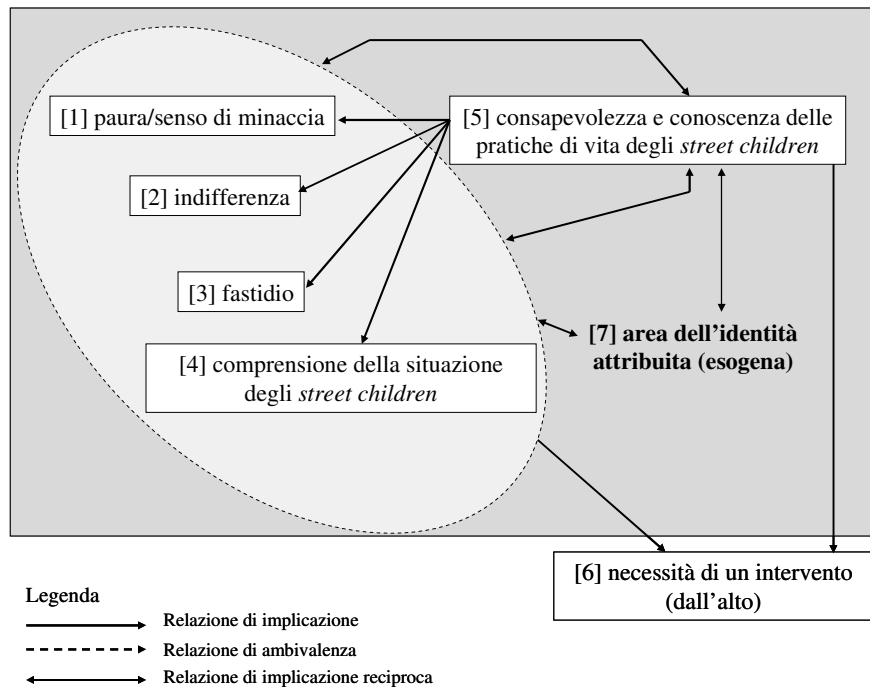 [1] paura/senso di minaccia
[5] consapevolezza e conoscenza delle
pratiche di vita degli street children
[2] indifferenza
[3] fastidio
[7] area dell’identità
attribuita (esogena)
[4] comprensione della situazione
degli street children
[6] necessità di un intervento
(dall’alto)
Legenda
Relazione di implicazione
Relazione di ambivalenza
Relazione di implicazione reciproca